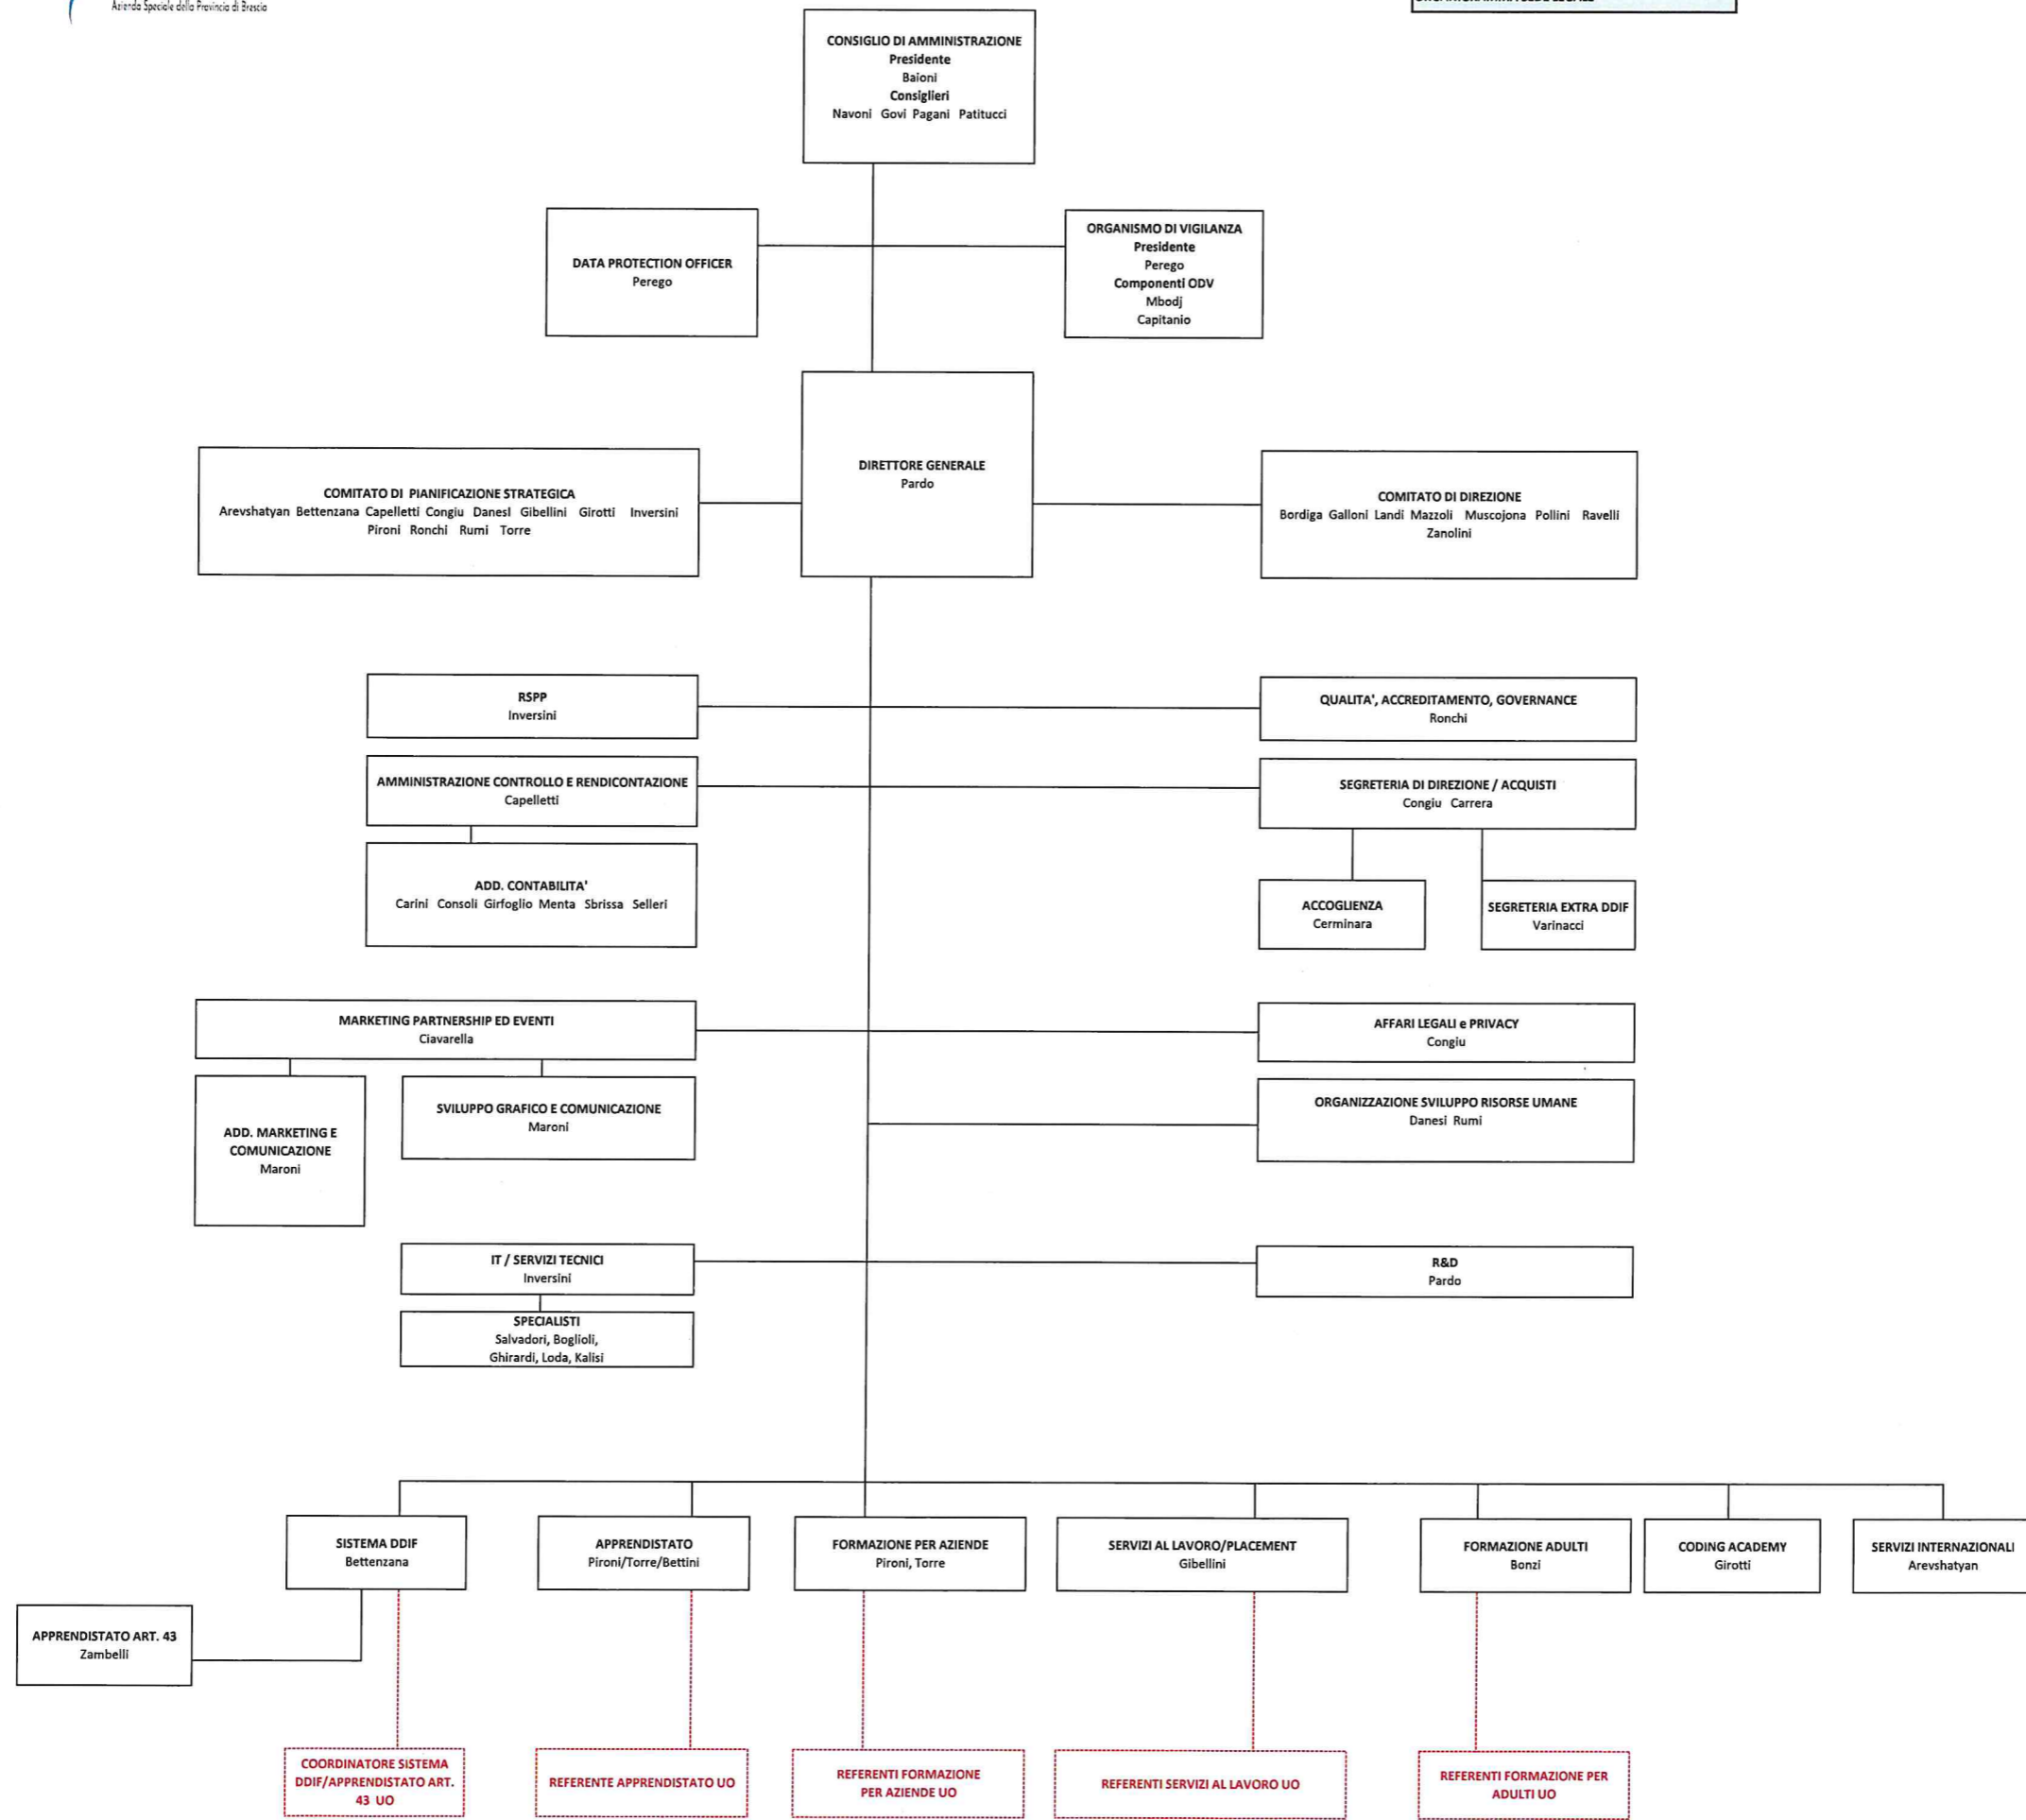 Azienda Speciale della Provincia di Brescia
CONSIGLIO DI AMMINISTRAZIONE
Presidente
Baioni
Consiglieri
Navoni Govi Pagani Patitucci
DATA PROTECTION OFFICER
Perego
ORGANISMO DI VIGILANZA
Presidente
Perego
Componenti ODV
Mbodj
Capitanio
DIRETTORE GENERALE
Pardo
COMITATO DI PIANIFICAZIONE STRATEGICA
Arevshatyan Bettenzana Capelletti Congiu Danesi Gibellini Girotti Inversini
Pironi Ronchi Rumi Torre
COMITATO DI DIREZIONE
Bordiga Galloni Landi Mazzoli Muscojona Pollini Ravelli
Zanolini
RSPP
Inversini
QUALITA', ACCREDITAMENTO, GOVERNANCE
Ronchi
AMMINISTRAZIONE CONTROLLO E RENDICONTAZIONE
Capelletti
SEGRETERIA DI DIREZIONE / ACQUISTI
Congiu Carrera
ADD. CONTABILITA'
Carini Consoli Girfoglio Menta Sbrissa Selleri
ACCOGLIENZA
Cerminara
SEGRETERIA EXTRA DDIF
Varinacci
MARKETING PARTNERSHIP ED EVENTI
Ciavarella
AFFARI LEGALI e PRIVACY
Congiu
ADD. MARKETING E
COMUNICAZIONE
Maroni
SVILUPPO GRAFICO E COMUNICAZIONE
Maroni
ORGANIZZAZIONE SVILUPPO RISORSE UMANE
Danesi Rumi
IT / SERVIZI TECNICI
Inversini
R&D
Pardo
SPECIALISTI
Salvadori, Boglioli,
Ghirardi, Loda, Kalisi
SISTEMA DDIF
Bettenzana
APPRENDISTATO
Pironi/Torre/Bettini
FORMAZIONE PER AZIENDE
Pironi, Torre
SERVIZI AL LAVORO/PLACEMENT
Gibellini
FORMAZIONE ADULTI
Bonzi
CODING ACADEMY
Girotti
SERVIZI INTERNAZIONALI
Arevshatyan
APPRENDISTATO ART. 43
Zambelli
COORDINATORE SISTEMA
DDIF/APPRENDISTATO ART.
43 UO
REFERENTE APPRENDISTATO UO
REFERENTI FORMAZIONE
PER AZIENDE UO
REFERENTI SERVIZI AL LAVORO UO
REFERENTI FORMAZIONE PER
ADULTI UO